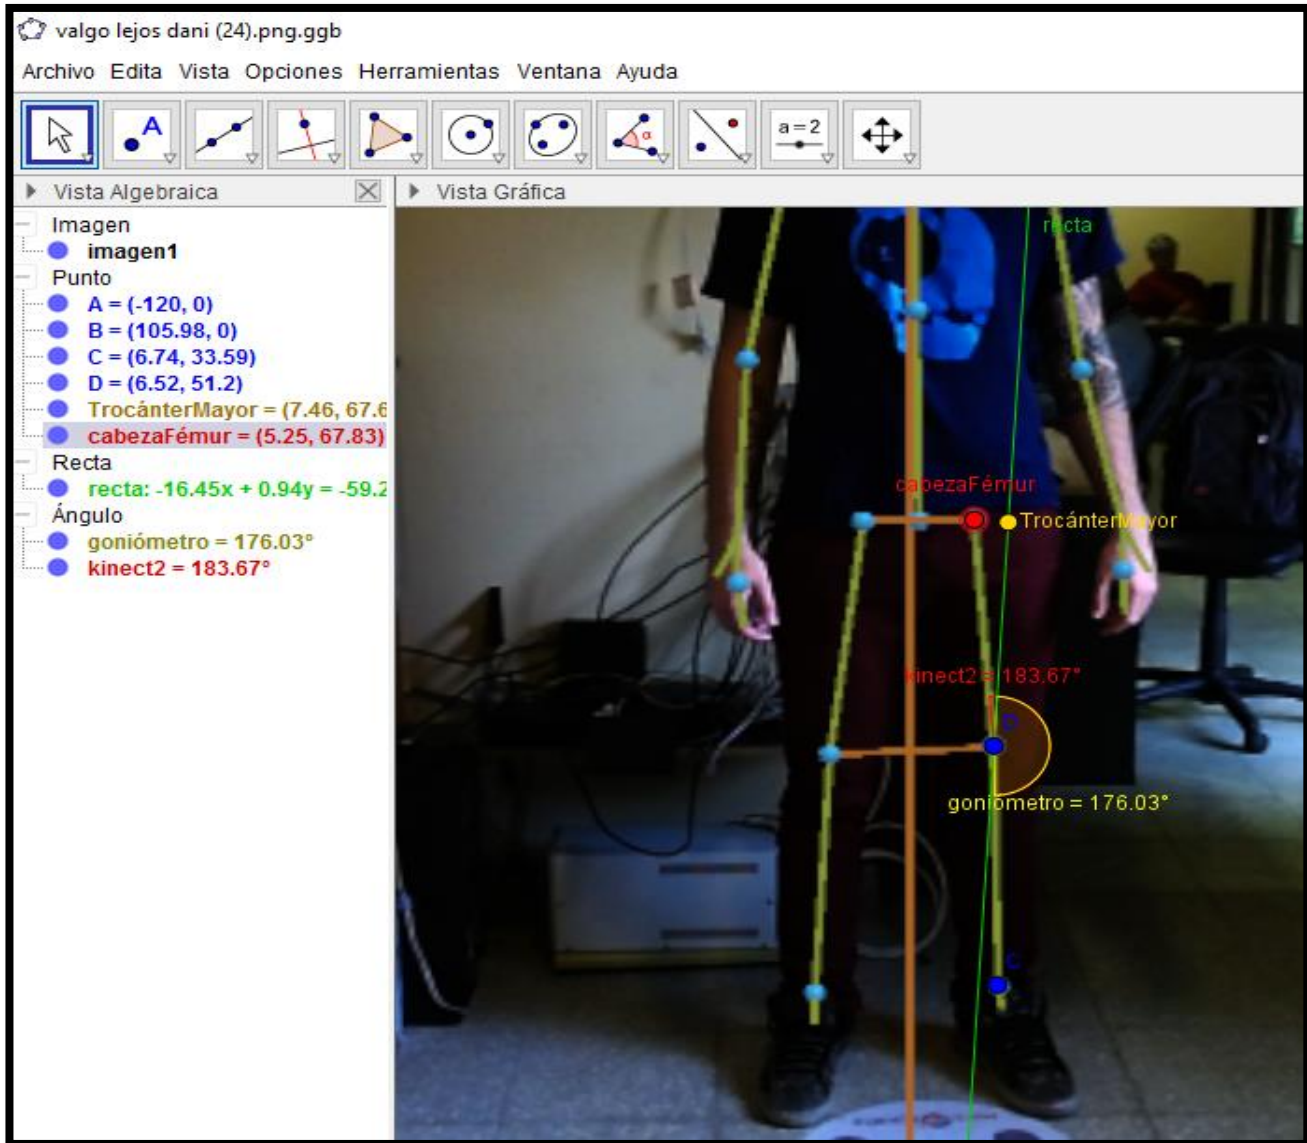 valgo lejos dani (24).png.ggb
Archivo Edita Vista Opciones Herramientas Ventana Ayuda
A
α
a=2
Vista Algebraica
Vista Gráfica
Imagen
imagen1
Punto
A = (-120, 0)
B = (105.98, 0)
C = (6.74, 33.59)
D = (6.52, 51.2)
TrocánterMayor = (7.46, 67.6
cabezaFémur = (5.25, 67.83)
Recta
recta: -16.45x + 0.94y = -59.2
Ángulo
goniómetro = 176.03°
kinect2 = 183.67°
recta
cabezaFémur
TrocánterMayor
kinect2 = 183.67°
D
goniómetro = 176.03°
C